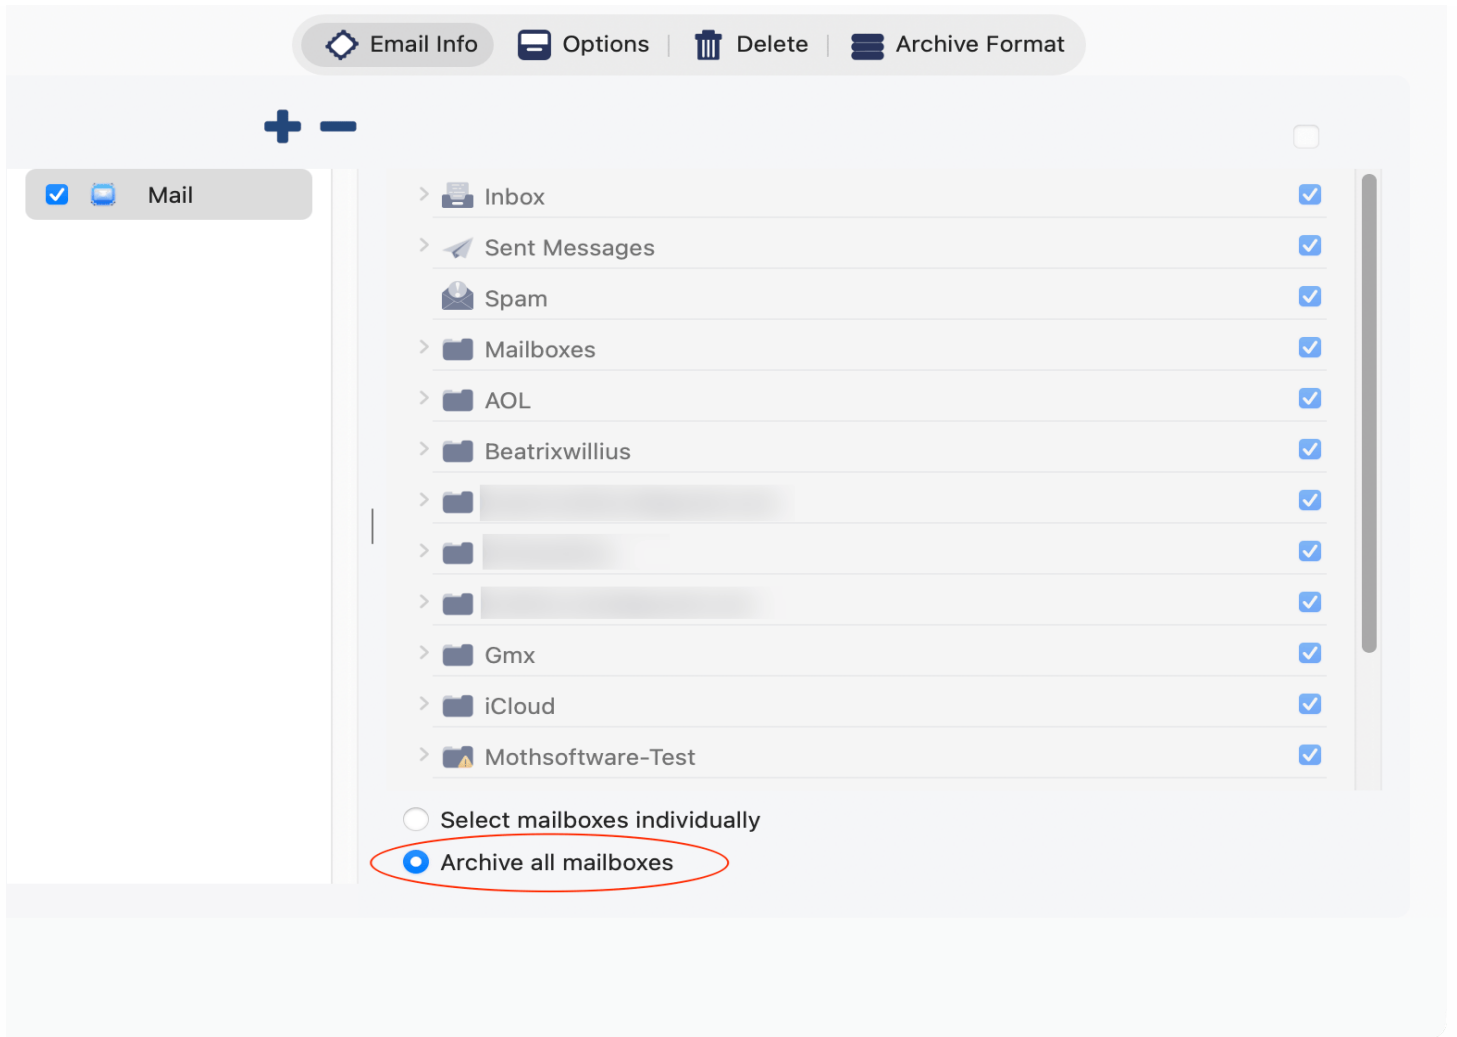 Email Info
Options
Delete
Archive Format
Mail
Inbox
Sent Messages
Spam
Mailboxes
AOL
Beatrixwillius
Gmx
iCloud
Mothsoftware-Test
Select mailboxes individually
Archive all mailboxes